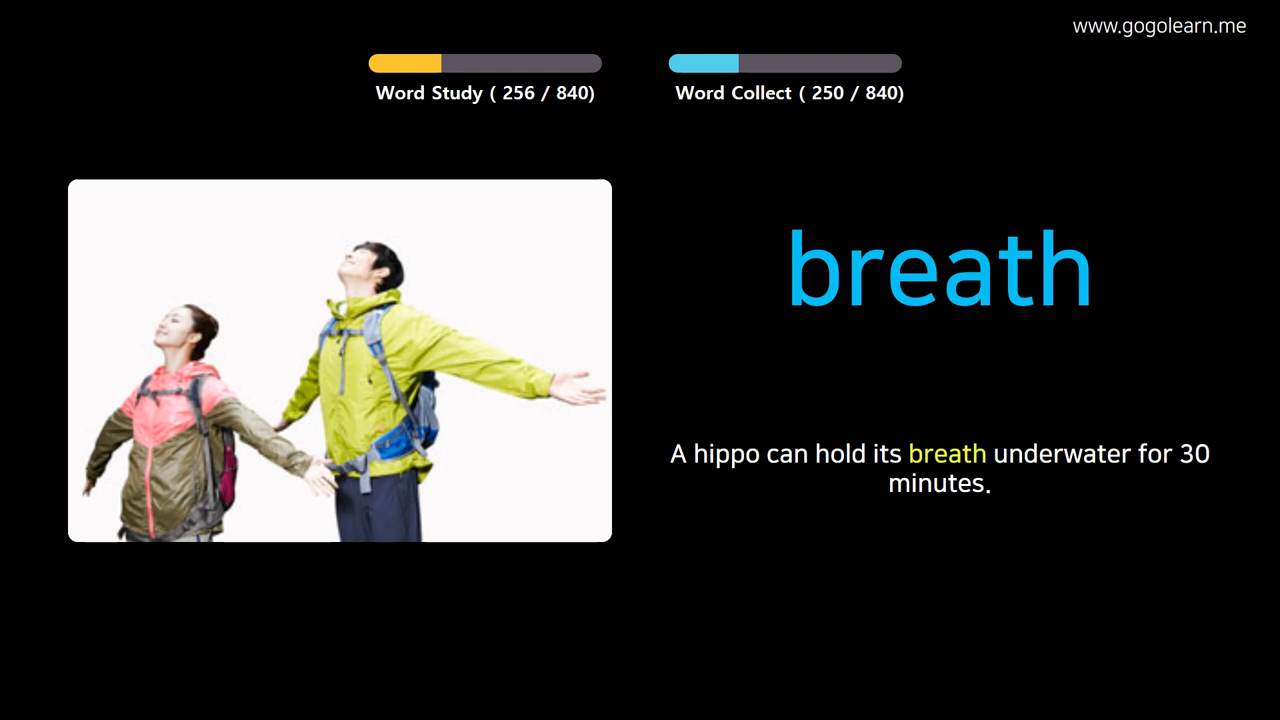 www.gogolearn.me
Word Study ( 256 / 840)
Word Collect ( 250 / 840)
breath
A hippo can hold its breath underwater for 30
minutes.